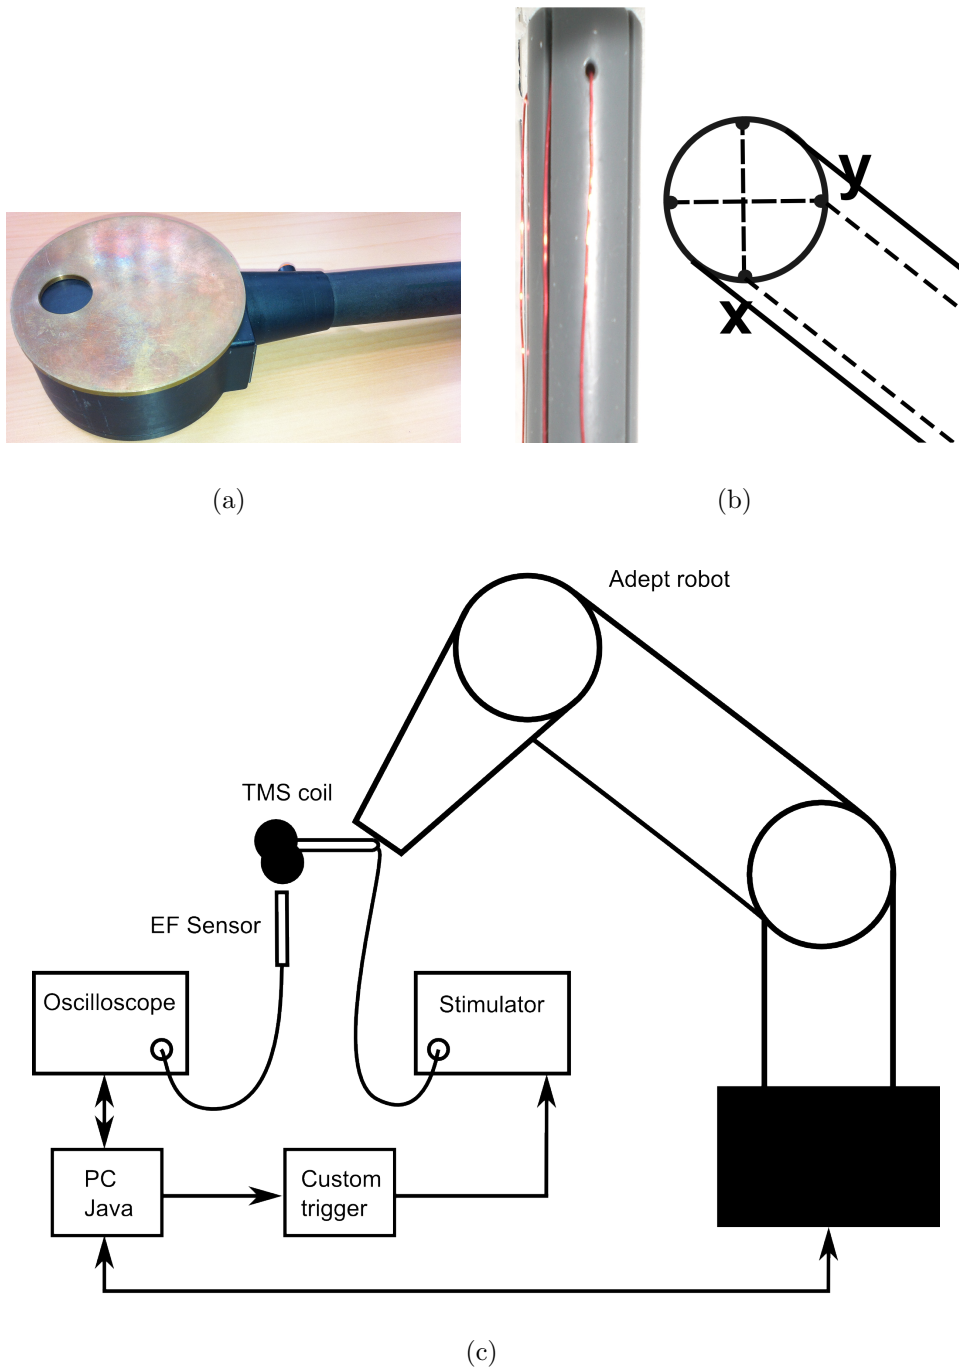 y
x
(a)
(b)
Adept robot
TMS coil
EF Sensor
Oscilloscope
Stimulator
PC
Java
Custom
trigger
(c)